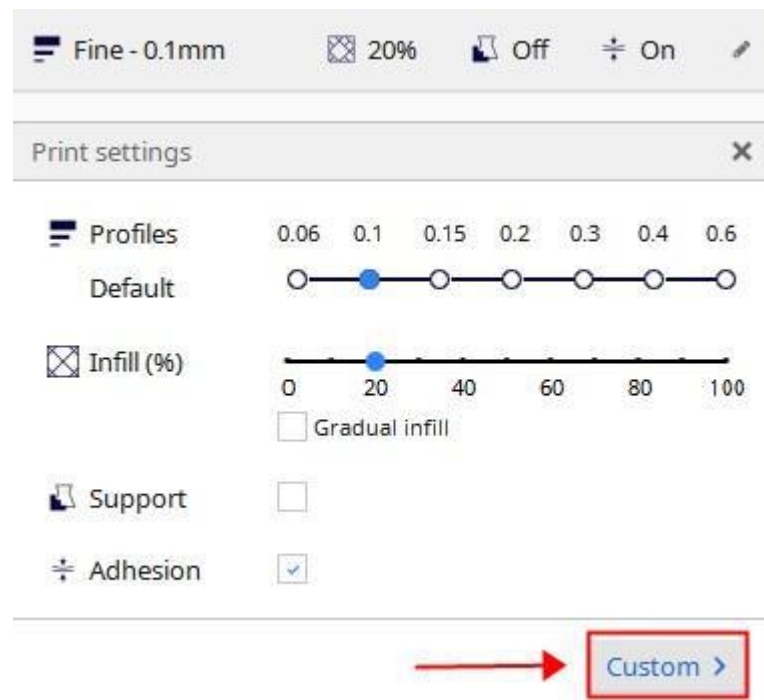 Fine - 0.1mm 20% Off On
Print settings
Profiles 0.06 0.1 0.15 0.2 0.3 0.4 0.6
Default
Infill (%)
0 20 40 60 80 100
Gradual infill
Support
Adhesion
Custom